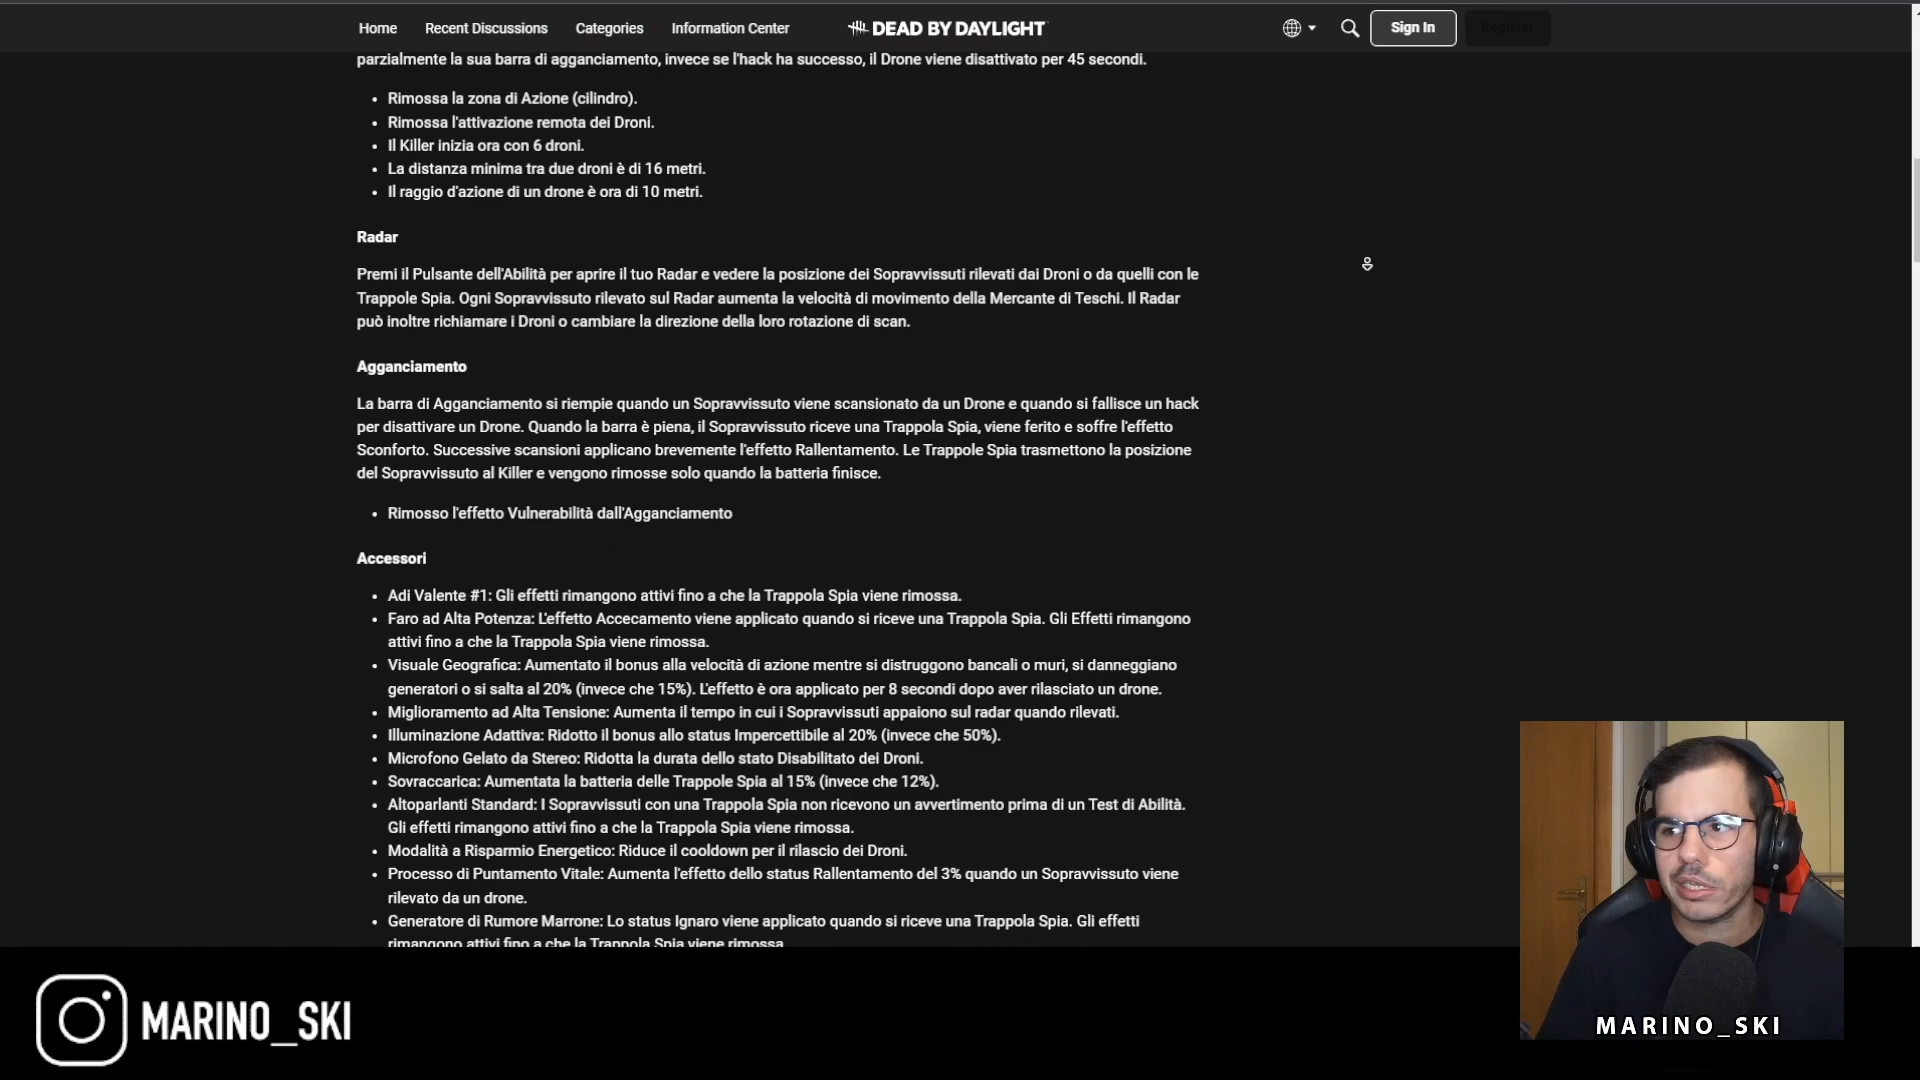 Home Recent Discussions Categories Information Center DEAD BY DAYLIGHT Sign In Register
parzialmente la sua barra di agganciamento, invece se l'hack ha successo, il Drone viene disattivato per 45 secondi.
• Rimossa la zona di Azione (cilindro).
• Rimossa l'attivazione remota dei Droni.
• Il Killer inizia ora con 6 droni.
• La distanza minima tra due droni è di 16 metri.
• Il raggio d'azione di un drone è ora di 10 metri.
Radar
Premi il Pulsante dell'Abilità per aprire il tuo Radar e vedere la posizione dei Sopravvissuti rilevati dai Droni o da quelli con le
Trappole Spia. Ogni Sopravvissuto rilevato sul Radar aumenta la velocità di movimento della Mercante di Teschi. Il Radar
può inoltre richiamare i Droni o cambiare la direzione della loro rotazione di scan.
Agganciamento
La barra di Agganciamento si riempie quando un Sopravvissuto viene scansionato da un Drone e quando si fallisce un hack
per disattivare un Drone. Quando la barra è piena, il Sopravvissuto riceve una Trappola Spia, viene ferito e soffre l'effetto
Sconforto. Successive scansioni applicano brevemente l'effetto Rallentamento. Le Trappole Spia trasmettono la posizione
del Sopravvissuto al Killer e vengono rimosse solo quando la batteria finisce.
• Rimosso l'effetto Vulnerabilità dall'Agganciamento
Accessori
• Adi Valente #1: Gli effetti rimangono attivi fino a che la Trappola Spia viene rimossa.
• Faro ad Alta Potenza: L'effetto Accecamento viene applicato quando si riceve una Trappola Spia. Gli Effetti rimangono
attivi fino a che la Trappola Spia viene rimossa.
• Visuale Geografica: Aumentato il bonus alla velocità di azione mentre si distruggono bancali o muri, si danneggiano
generatori o si salta al 20% (invece che 15%). L'effetto è ora applicato per 8 secondi dopo aver rilasciato un drone.
• Miglioramento ad Alta Tensione: Aumenta il tempo in cui i Sopravvissuti appaiono sul radar quando rilevati.
• Illuminazione Adattiva: Ridotto il bonus allo status Impercettibile al 20% (invece che 50%).
• Microfono Gelato da Stereo: Ridotta la durata dello stato Disabilitato dei Droni.
• Sovraccarica: Aumentata la batteria delle Trappole Spia al 15% (invece che 12%).
• Altoparlanti Standard: I Sopravvissuti con una Trappola Spia non ricevono un avvertimento prima di un Test di Abilità.
Gli effetti rimangono attivi fino a che la Trappola Spia viene rimossa.
• Modalità a Risparmio Energetico: Riduce il cooldown per il rilascio dei Droni.
• Processo di Puntamento Vitale: Aumenta l'effetto dello status Rallentamento del 3% quando un Sopravvissuto viene
rilevato da un drone.
• Generatore di Rumore Marrone: Lo status Ignaro viene applicato quando si riceve una Trappola Spia. Gli effetti
rimangono attivi fino a che la Trappola Spia viene rimossa
MARINO_SKI
MARINO_SKI